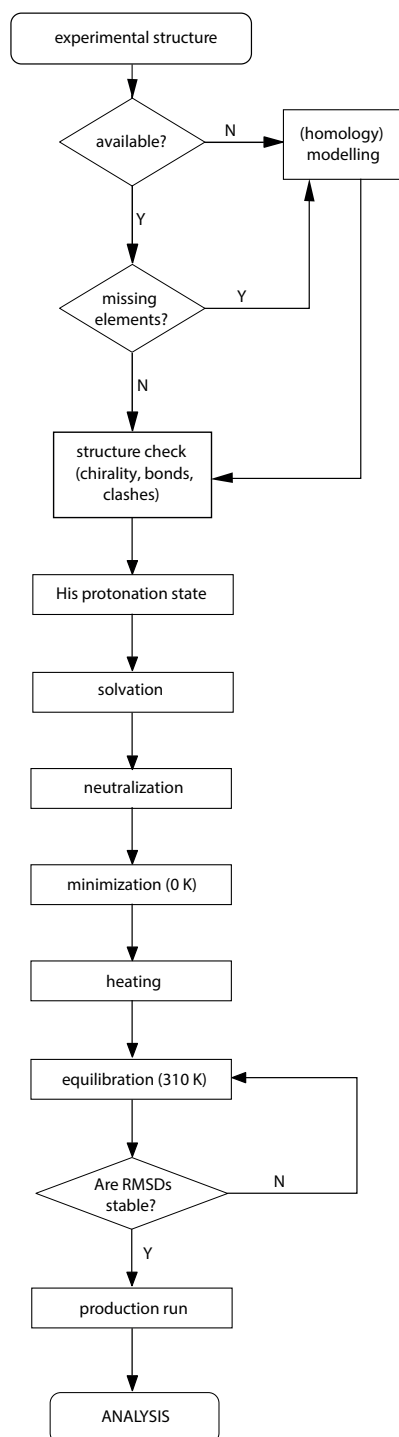 experimental structure
available?
N
(homology)
modelling
Y
missing
elements?
Y
N
structure check
(chirality, bonds,
clashes)
His protonation state
solvation
neutralization
minimization (0 K)
heating
equilibration (310 K)
Are RMSDs
stable?
N
Y
production run
ANALYSIS